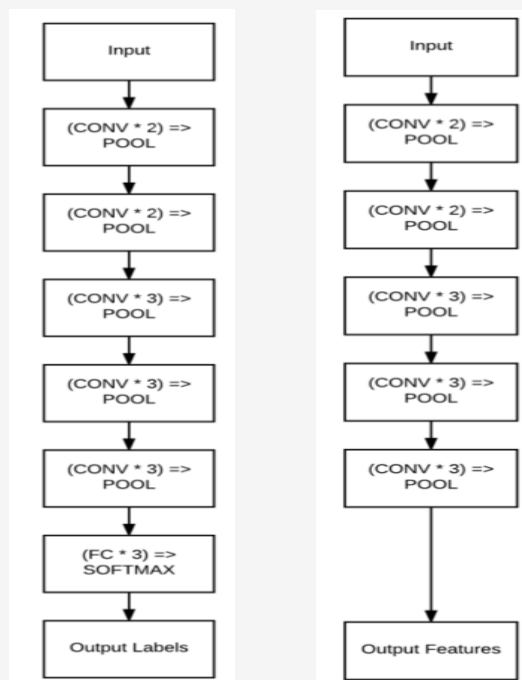 Input
(CONV * 2) =>
POOL
(CONV * 2) =>
POOL
(CONV * 3) =>
POOL
(CONV * 3) =>
POOL
(CONV * 3) =>
POOL
(FC * 3) =>
SOFTMAX
Output Labels
Input
(CONV * 2) =>
POOL
(CONV * 2) =>
POOL
(CONV * 3) =>
POOL
(CONV * 3) =>
POOL
(CONV * 3) =>
POOL
Output Features